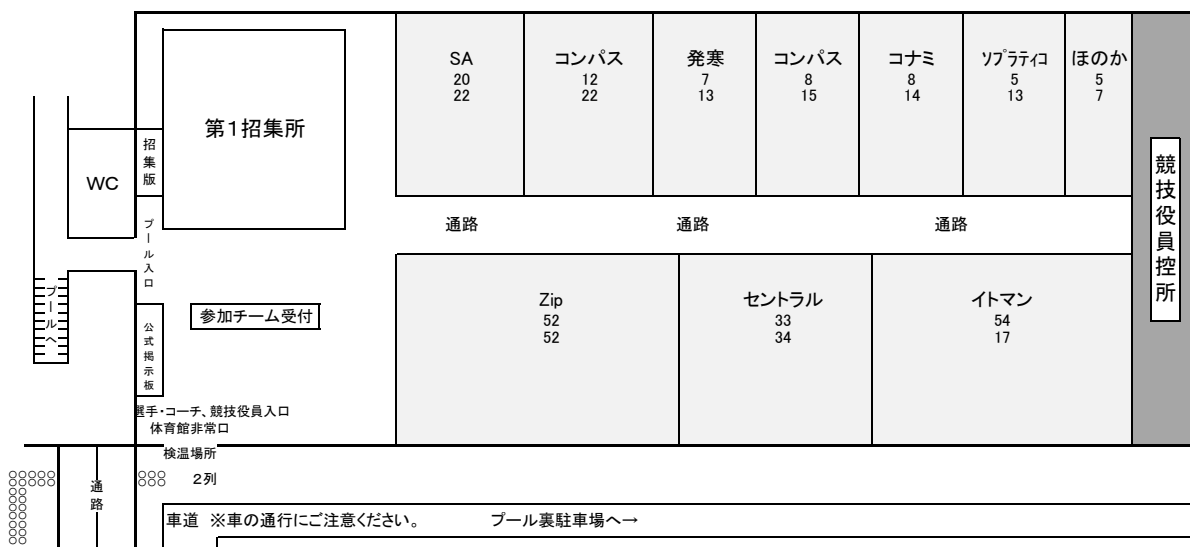 SA
20
22
コンパス
12
22
発寒
7
13
コンパス
8
15
コナミ
8
14
ソプラティコ
5
13
ほのか
5
7
第1招集所
招集版
WC
競技役員控所
プール入口
通路
通路
通路
プールへ
Zip
52
52
セントラル
33
34
イトマン
54
17
参加チーム受付
公式掲示板
選手・コーチ、競技役員入口
体育館非常口
検温場所
○○○○○
○○○
2列
通路
○○
○○
○○
○○
○○
○○
車道 ※車の通行にご注意ください。
プール裏駐車場へ→